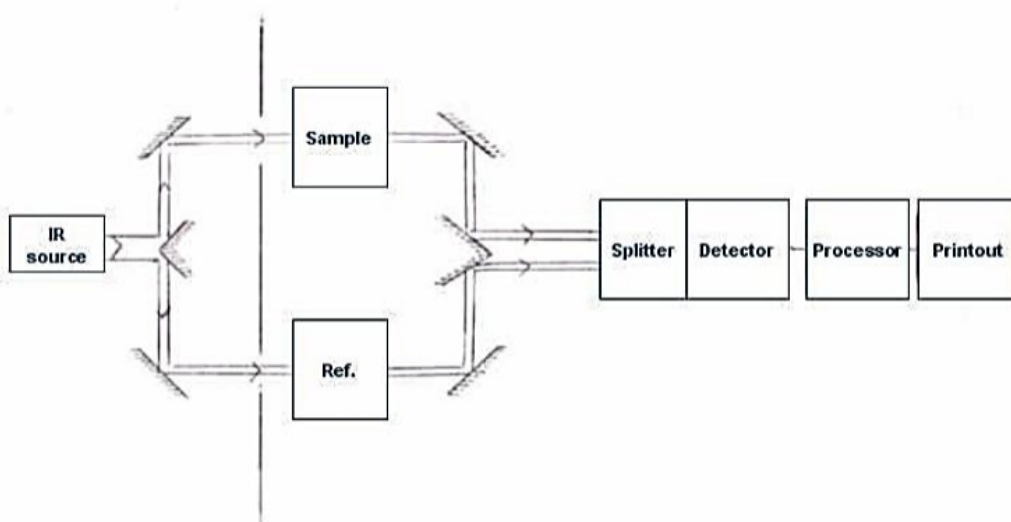 Sample
IR
source
Splitter
Detector
Processor
Printout
Ref.